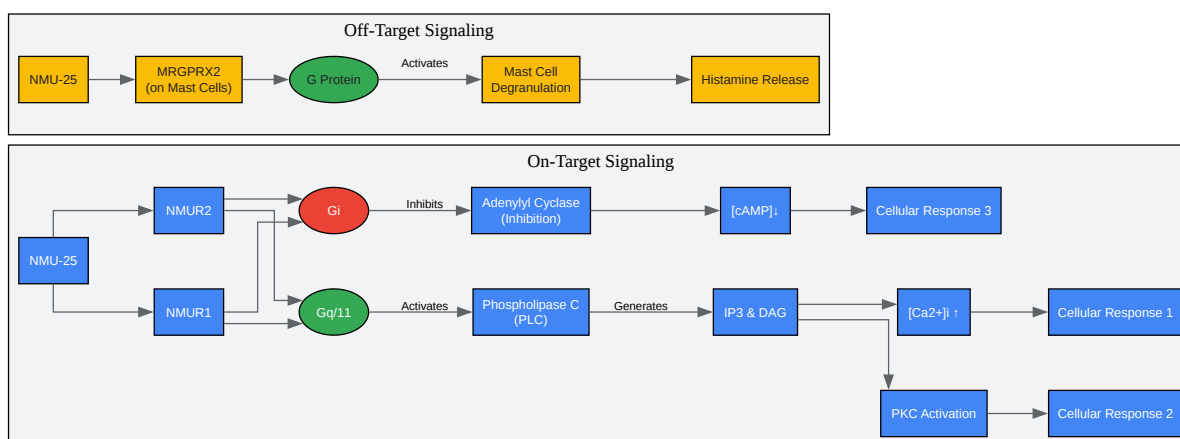 Off-Target Signaling
NMU-25
MRGPRX2
(on Mast Cells)
G Protein
Activates
Mast Cell
Degranulation
Histamine Release
On-Target Signaling
NMU-25
NMUR2
Gi
Inhibits
Adenylyl Cyclase
(Inhibition)
[cAMP]↓
Cellular Response 3
NMUR1
Gq/11
Activates
Phospholipase C
(PLC)
Generates
IP3 & DAG
[Ca2+]i ↑
Cellular Response 1
PKC Activation
Cellular Response 2